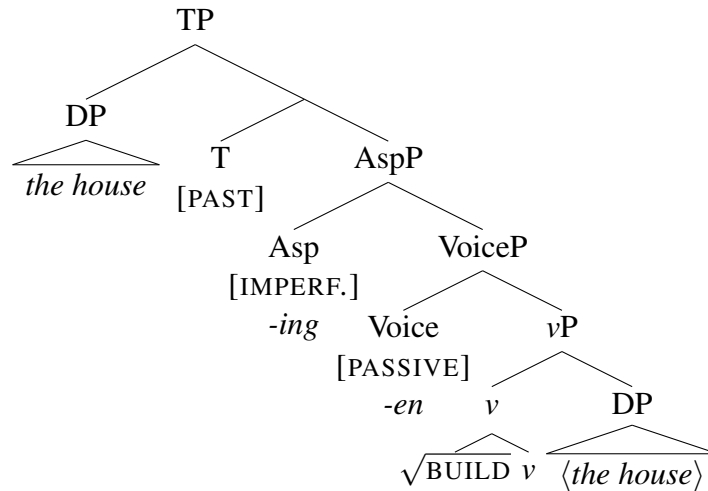 TP
DP
the house
T
[PAST]
AspP
Asp
[IMPERF.]
-ing
VoiceP
Voice
[PASSIVE]
-en
vP
v
√BUILD v
DP
⟨the house⟩